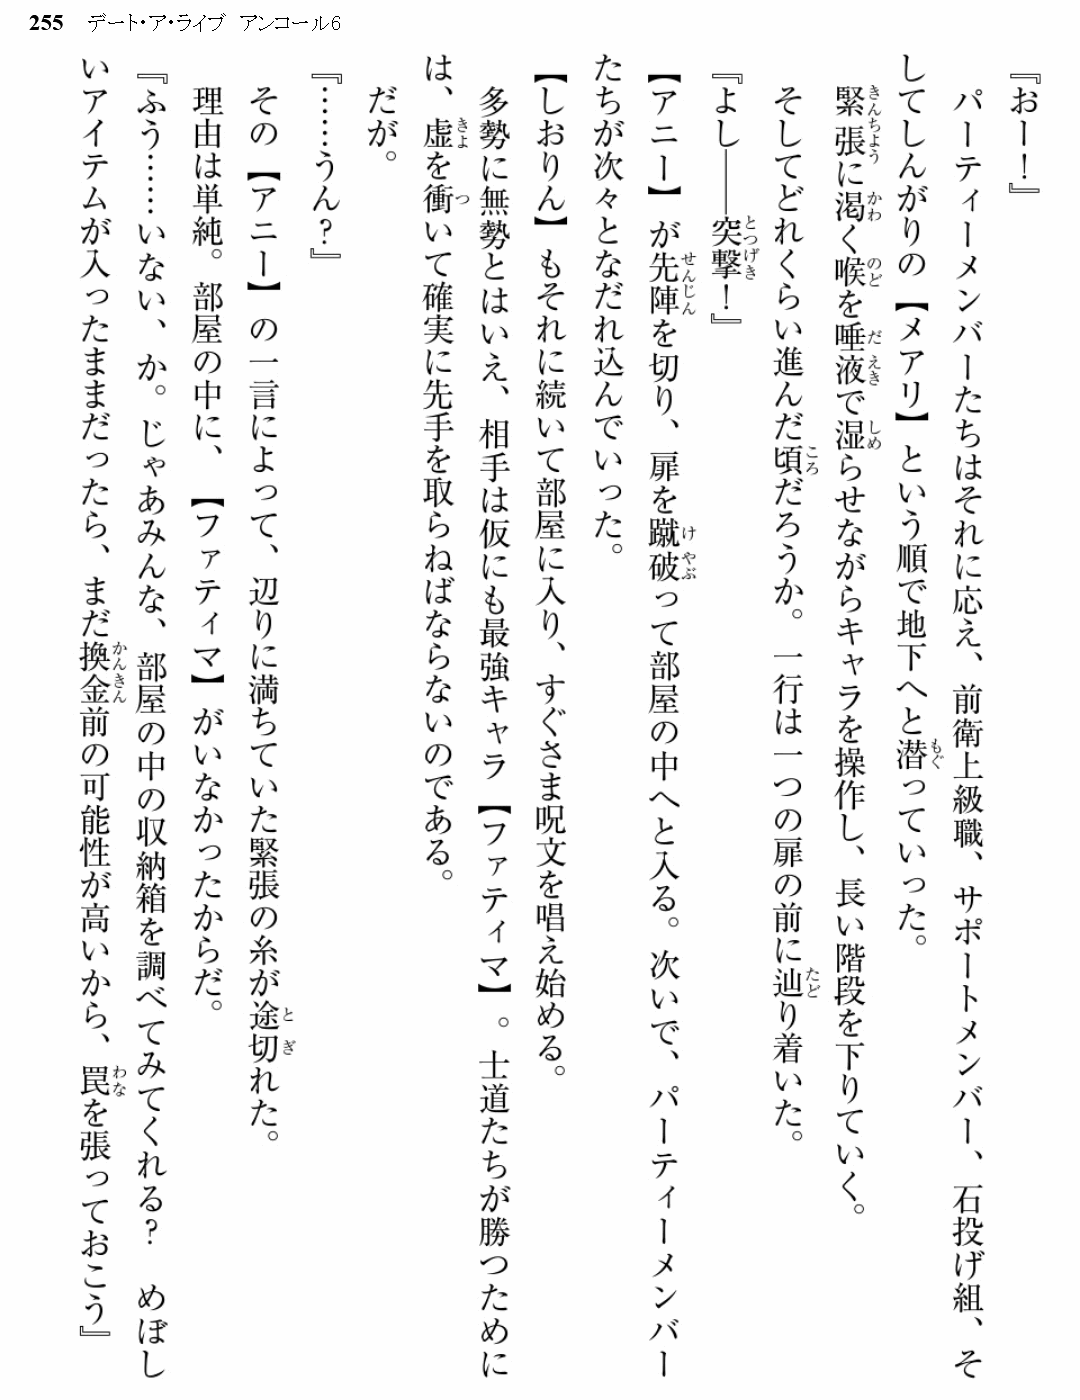 255　デート・ア・ライブ　アンコール6
『おー！』
　パーティーメンバーたちはそれに応え、前衛上級職、サポートメンバー、石投げ組、そ
してしんがりの【メアリ】という順で地下へと潜っていった。
　緊張に渇く喉を唾液で湿らせながらキャラを操作し、長い階段を下りていく。
　そしてどれくらい進んだ頃だろうか。一行は一つの扉の前に辿り着いた。
『よし――突撃！』
【アニー】が先陣を切り、扉を蹴破って部屋の中へと入る。次いで、パーティーメンバー
たちが次々となだれ込んでいった。
【しおりん】もそれに続いて部屋に入り、すぐさま呪文を唱え始める。
　多勢に無勢とはいえ、相手は仮にも最強キャラ【ファティマ】。士道たちが勝つために
は、虚を衝いて確実に先手を取らねばならないのである。
　だが。
『……うん？』
　その【アニー】の一言によって、辺りに満ちていた緊張の糸が途切れた。
　理由は単純。部屋の中に、【ファティマ】がいなかったからだ。
『ふう……いない、か。じゃあみんな、部屋の中の収納箱を調べてみてくれる？　めぼし
いアイテムが入ったままだったら、まだ換金前の可能性が高いから、罠を張っておこう』